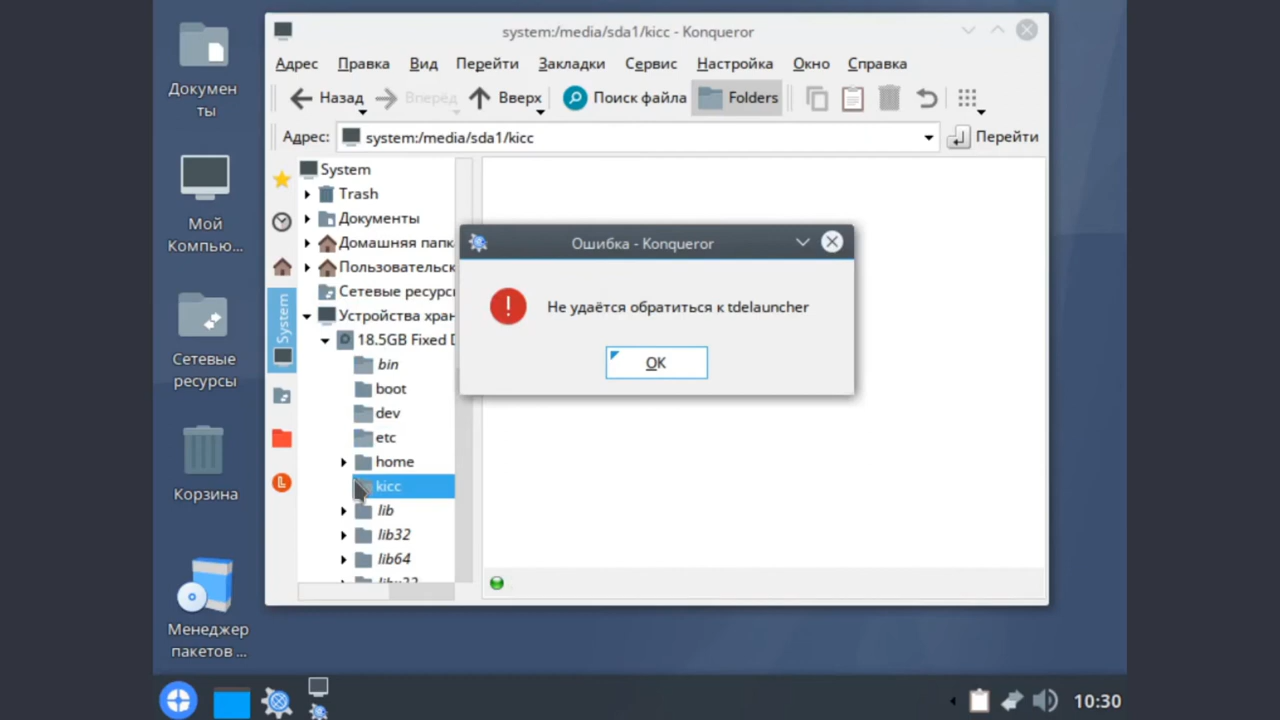 Докумен
ты
Мой
Компью...
Сетевые
ресурсы
Корзина
Менеджер
пакетов ...
system:/media/sda1/kicc - Konqueror
Адрес Правка Вид Перейти Закладки Сервис Настройка Окно Справка
Назад Вперёд Вверх Поиск файла Folders
Адрес: system:/media/sda1/kicc Перейти
System
System
Trash
Документы
Домашняя папк
Пользовательск
Сетевые ресурс
Устройства хран
18.5GB Fixed D
bin
boot
dev
etc
home
kicc
lib
lib32
lib64
libx32
Ошибка - Konqueror
Не удаётся обратиться к tdelauncher
OK
10:30